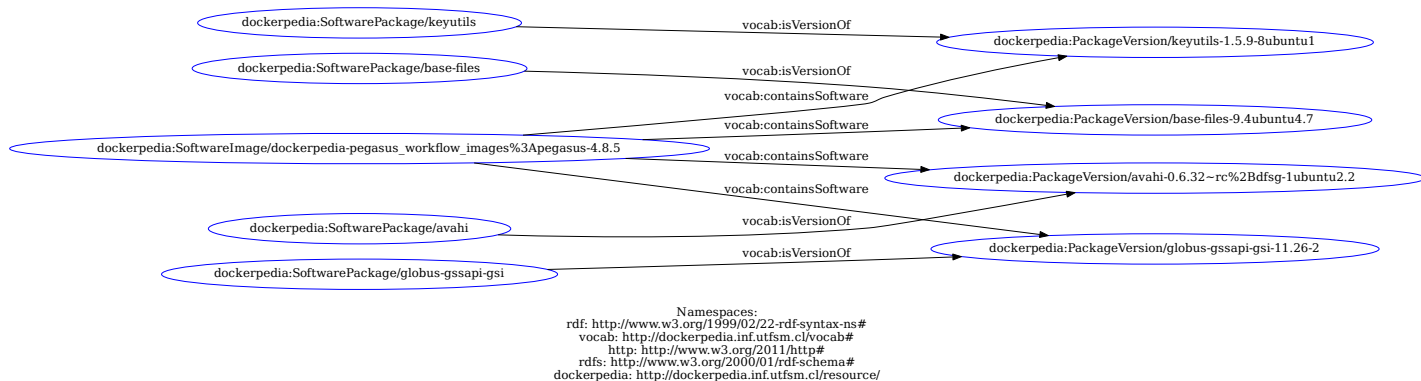 dockerpedia:SoftwarePackage/keyutils
vocab:isVersionOf
dockerpedia:PackageVersion/keyutils-1.5.9-8ubuntu1
dockerpedia:SoftwarePackage/base-files
vocab:isVersionOf
vocab:containsSoftware
dockerpedia:PackageVersion/base-files-9.4ubuntu4.7
vocab:containsSoftware
dockerpedia:SoftwareImage/dockerpedia-pegasus_workflow_images%3Apegasus-4.8.5
vocab:containsSoftware
dockerpedia:PackageVersion/avahi-0.6.32~rc%2Bdfsg-1ubuntu2.2
vocab:containsSoftware
dockerpedia:SoftwarePackage/avahi
vocab:isVersionOf
dockerpedia:PackageVersion/globus-gssapi-gsi-11.26-2
vocab:isVersionOf
dockerpedia:SoftwarePackage/globus-gssapi-gsi
Namespaces:
rdf: http://www.w3.org/1999/02/22-rdf-syntax-ns#
vocab: http://dockerpedia.inf.utfsm.cl/vocab#
http: http://www.w3.org/2011/http#
rdfs: http://www.w3.org/2000/01/rdf-schema#
dockerpedia: http://dockerpedia.inf.utfsm.cl/resource/